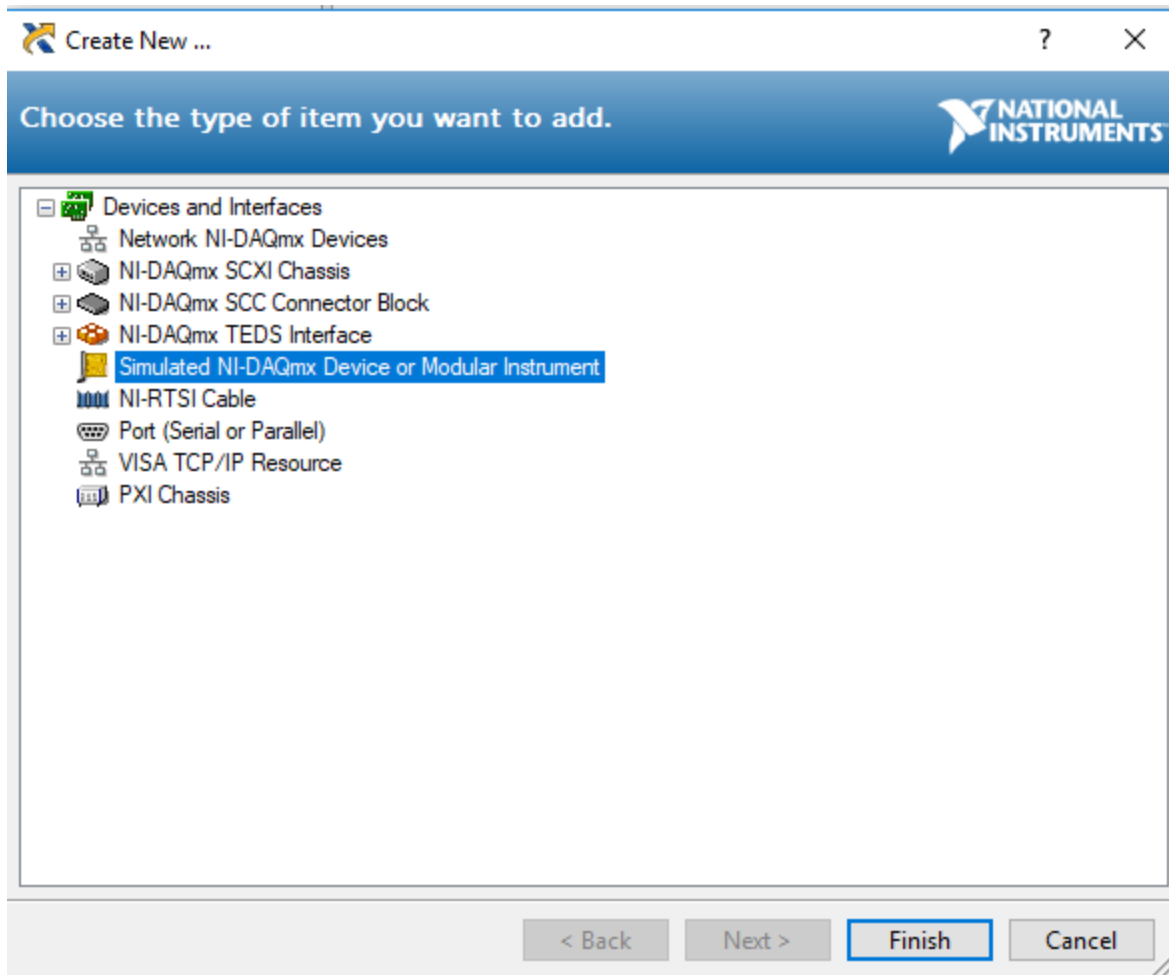 Create New ...
?
Choose the type of item you want to add.
NATIONAL
INSTRUMENTS
Devices and Interfaces
Network NI-DAQmx Devices
NI-DAQmx SCXI Chassis
NI-DAQmx SCC Connector Block
NI-DAQmx TEDS Interface
Simulated NI-DAQmx Device or Modular Instrument
NI-RTSI Cable
Port (Serial or Parallel)
VISA TCP/IP Resource
PXI Chassis
< Back
Next >
Finish
Cancel